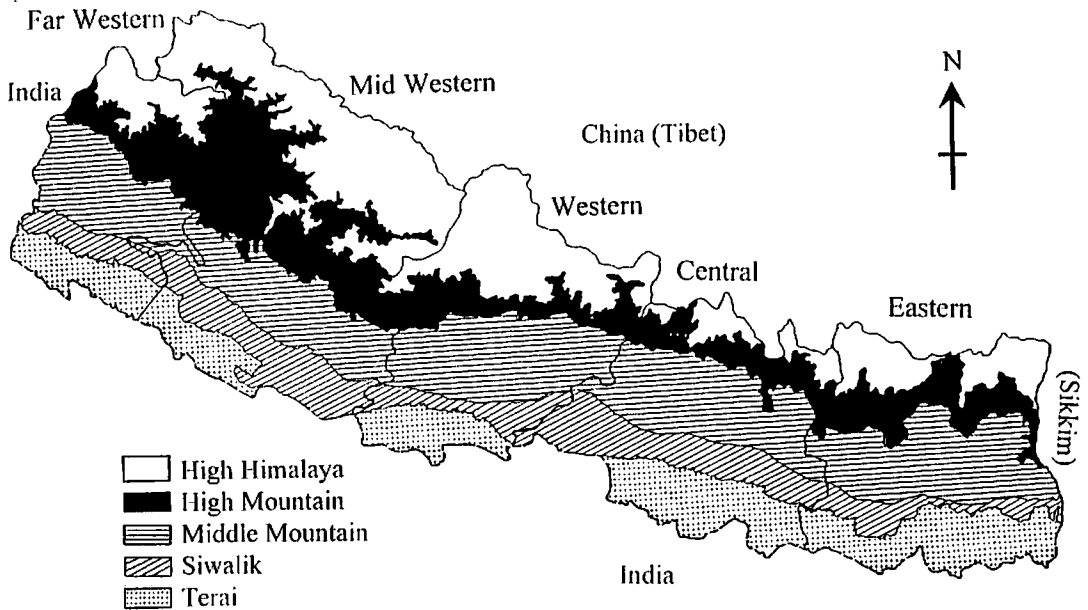 Far Western
India
Mid Western
N
China (Tibet)
Western
Central
Eastern
(Sikkim)
High Himalaya
High Mountain
Middle Mountain
Siwalik
Terai
India